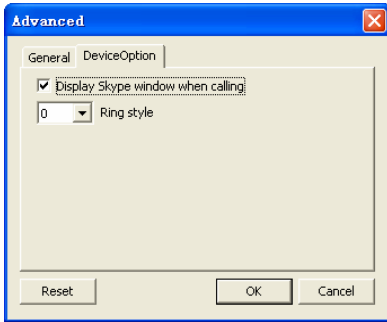 Advanced
General DeviceOption
Display Skype window when calling
0 Ring style
Reset OK Cancel